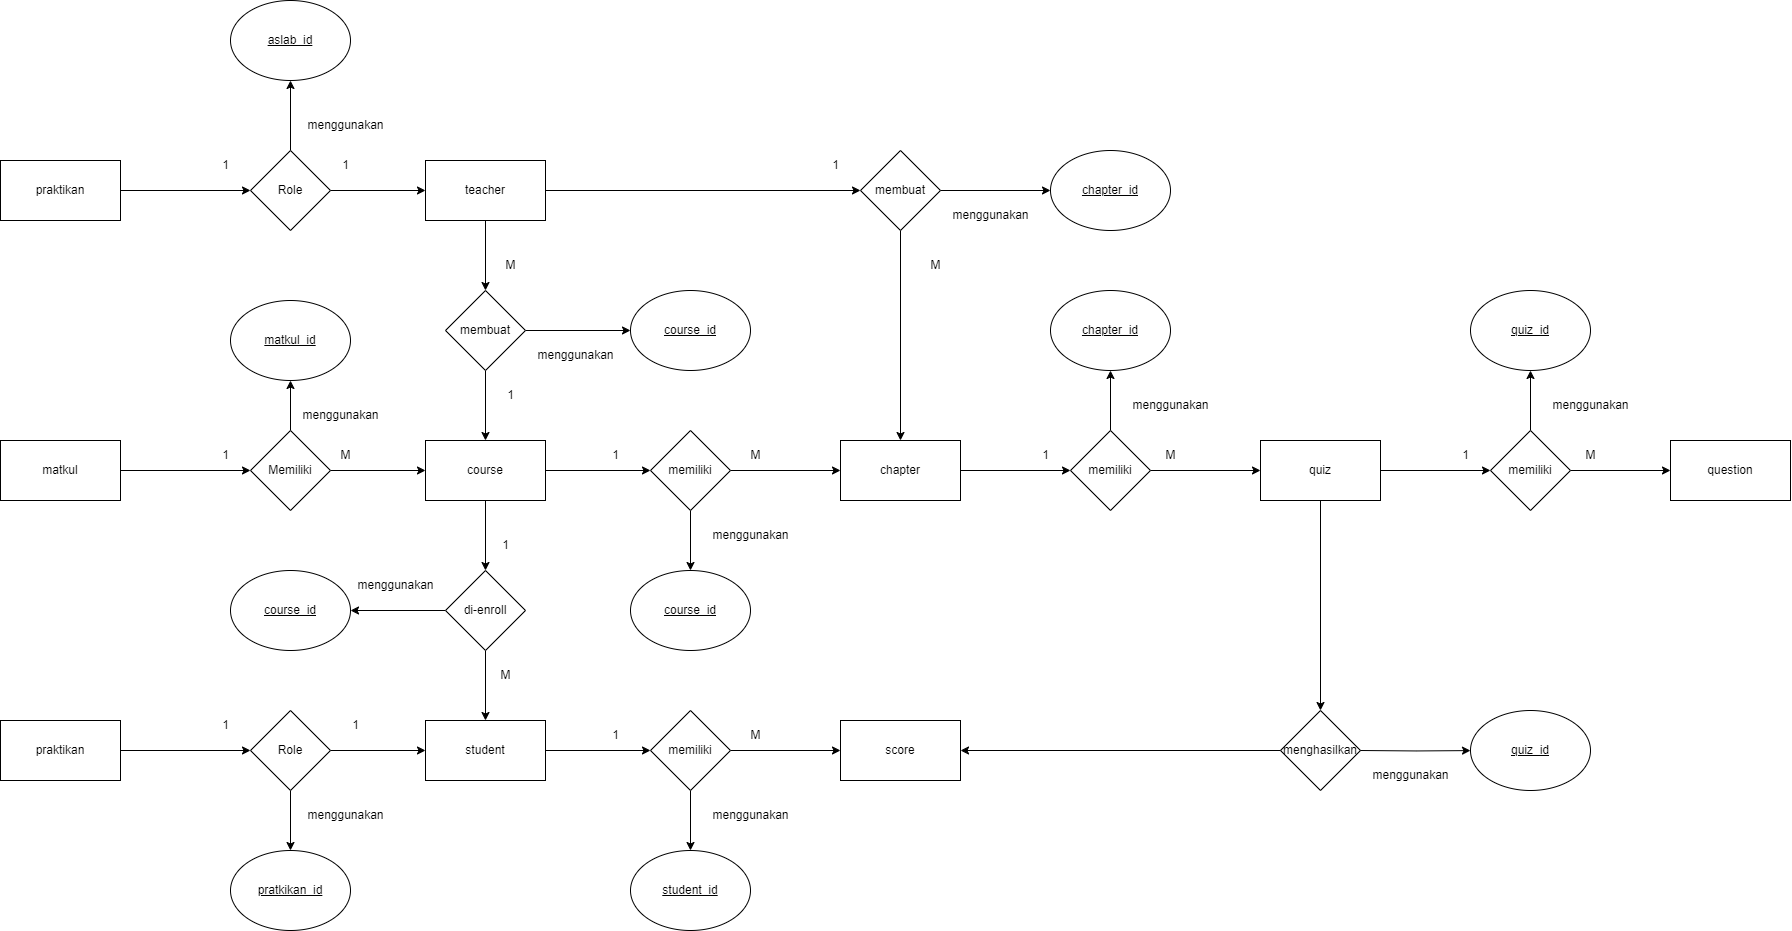 aslab_id
menggunakan
praktikan
1
Role
1
teacher
1
membuat
chapter_id
menggunakan
M
M
matkul_id
membuat
course_id
chapter_id
quiz_id
menggunakan
1
menggunakan
menggunakan
menggunakan
matkul
1
Memiliki
M
course
1
memiliki
M
chapter
1
memiliki
M
quiz
1
memiliki
M
question
menggunakan
1
menggunakan
course_id
di-enroll
course_id
M
praktikan
1
Role
1
student
1
memiliki
M
score
menghasilkan
quiz_id
menggunakan
menggunakan
menggunakan
pratkikan_id
student_id